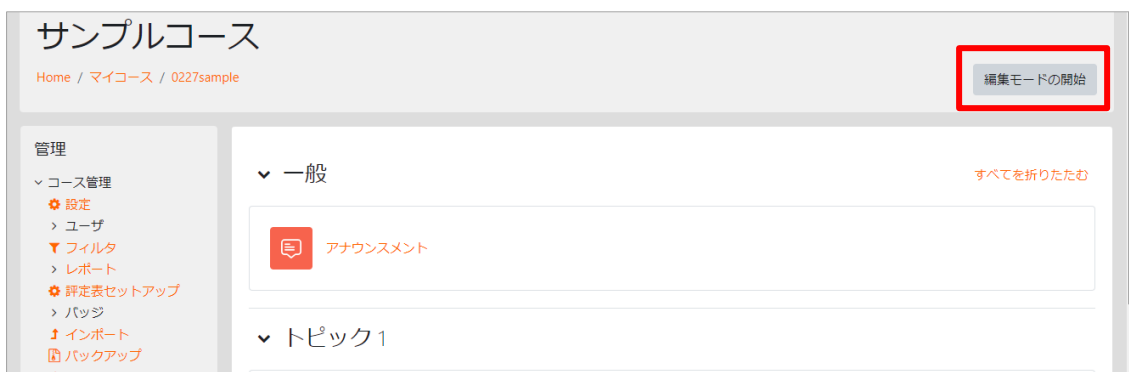 サンプルコース
Home / マイコース / 0227sample
編集モードの開始
管理
コース管理
設定
ユーザ
フィルタ
レポート
評定表セットアップ
バッジ
インポート
バックアップ
一般
すべてを折りたたむ
アナウンスメント
トピック 1